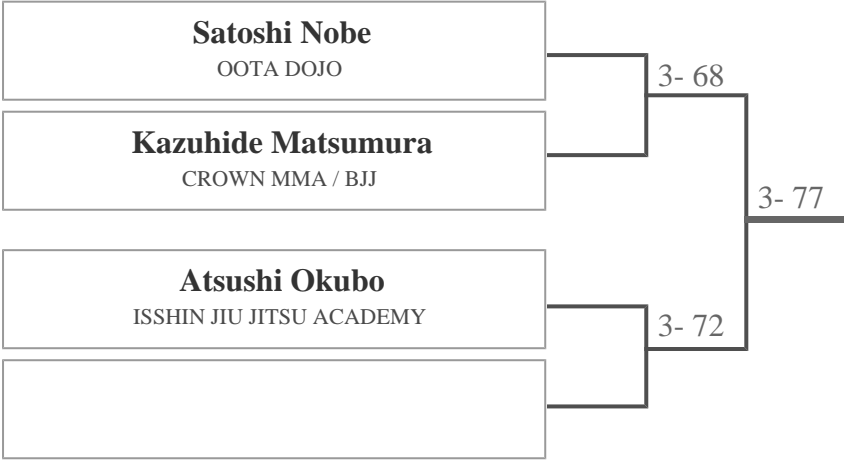 Satoshi Nobe
OOTA DOJO
3- 68
Kazuhide Matsumura
CROWN MMA / BJJ
3- 77
Atsushi Okubo
ISSHIN JIU JITSU ACADEMY
3- 72